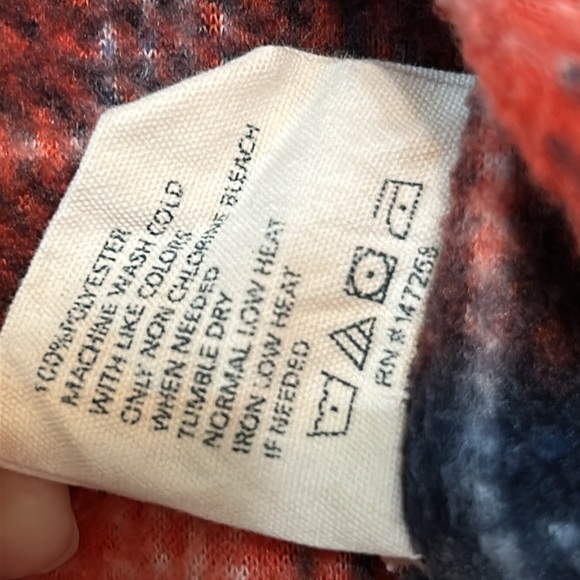 100%POLYESTER
MACHINE WASH COLD
WITH LIKE COLORS
ONLY NON CHLORINE BLEACH
WHEN NEEDED
TUMBLE DRY
NORMAL LOW HEAT
IRON LOW HEAT
IF NEEDED
RN # 147268